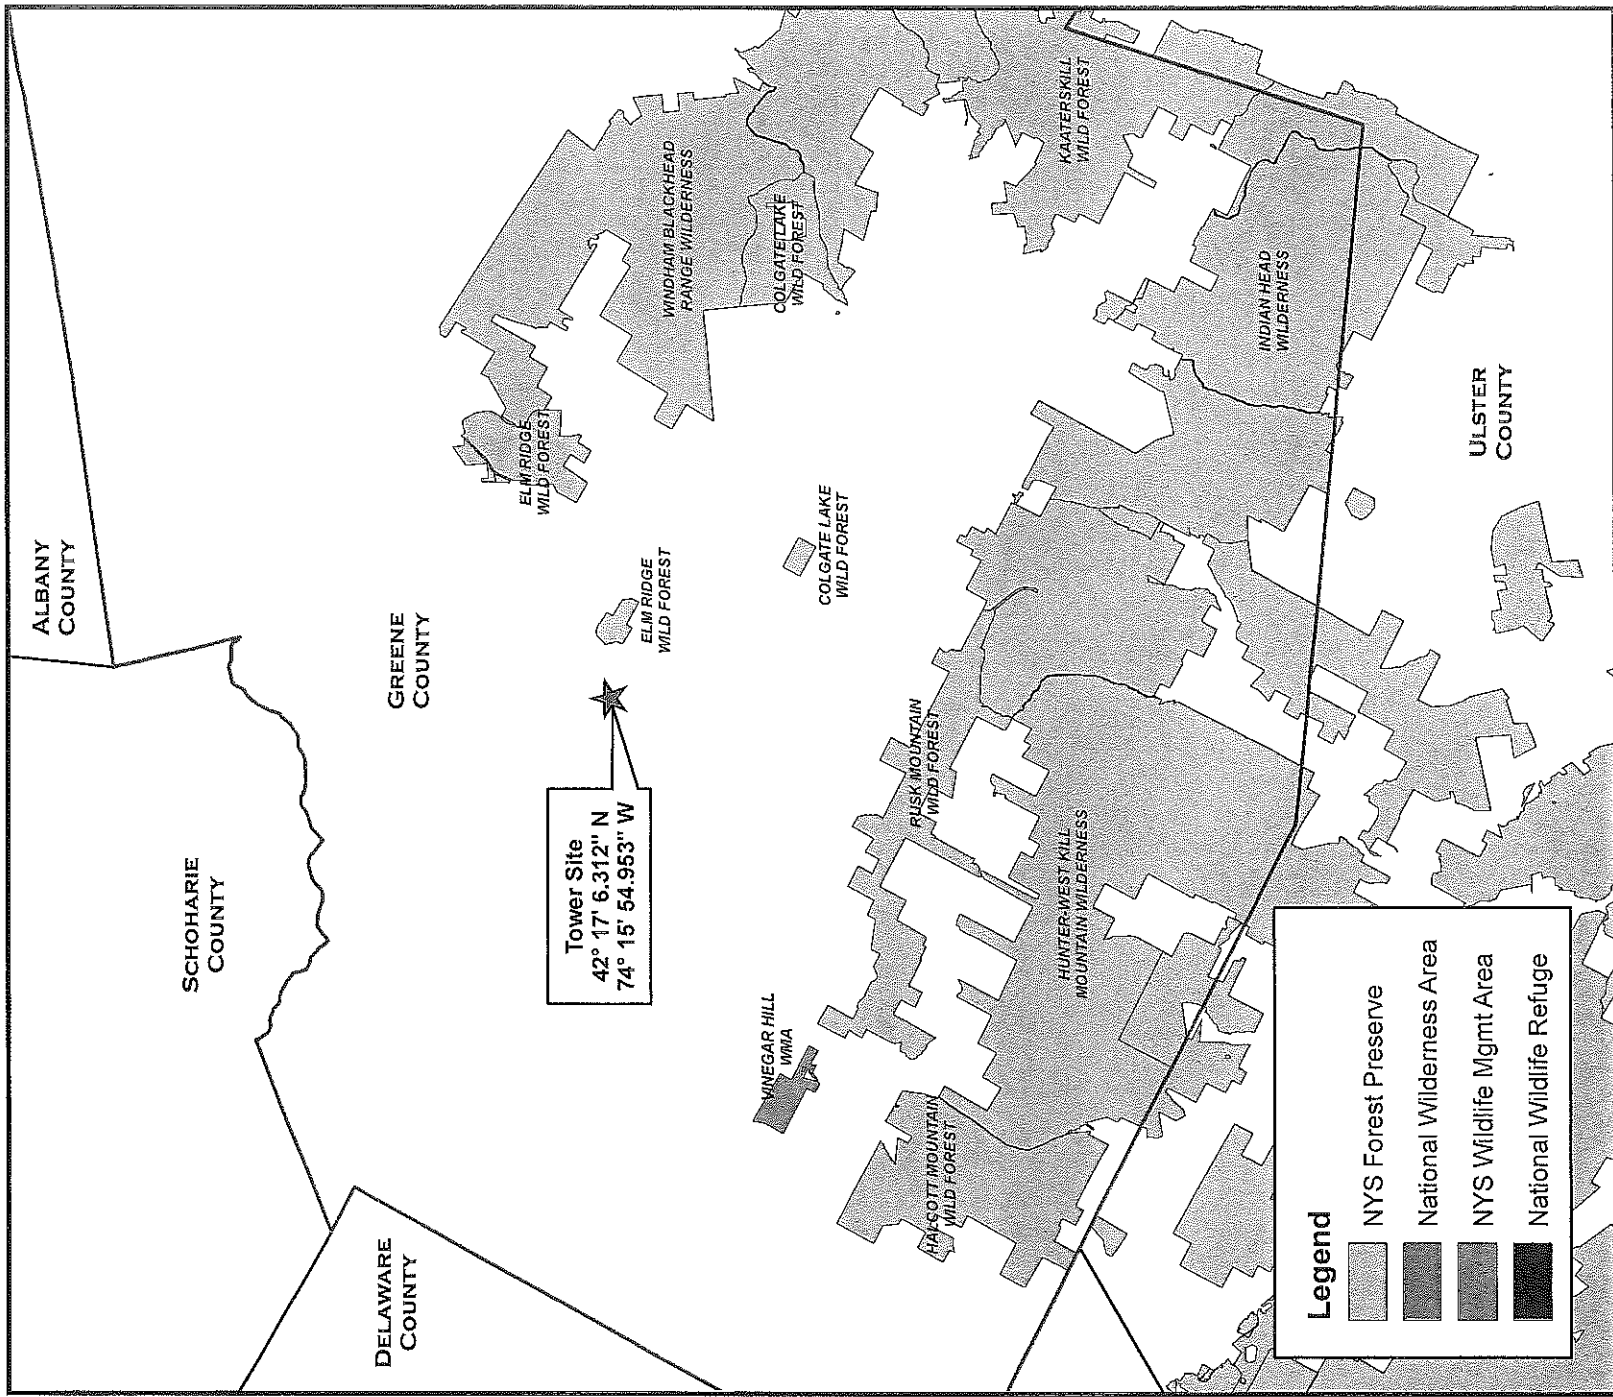 ALBANY
COUNTY
SCHOHARIE
COUNTY
DELAWARE
COUNTY
GREENE
COUNTY
Tower Site
42° 17' 6.312" N
74° 15' 54.953" W
ELM RIDGE
WILD FOREST
ELM RIDGE
WILD FOREST
WINDHAM BLACKHEAD
RANGE WILDERNESS
COLGATE LAKE
WILD FOREST
COLGATE LAKE
WILD FOREST
VINEGAR HILL
WMA
RUSK MOUNTAIN
WILD FOREST
HALCOTT MOUNTAIN
WILD FOREST
HUNTER-WEST KILL
MOUNTAIN WILDERNESS
KAATERSKILL
WILD FOREST
INDIAN HEAD
WILDERNESS
ULSTER
COUNTY
Legend
NYS Forest Preserve
National Wilderness Area
NYS Wildlife Mgmt Area
National Wildlife Refuge